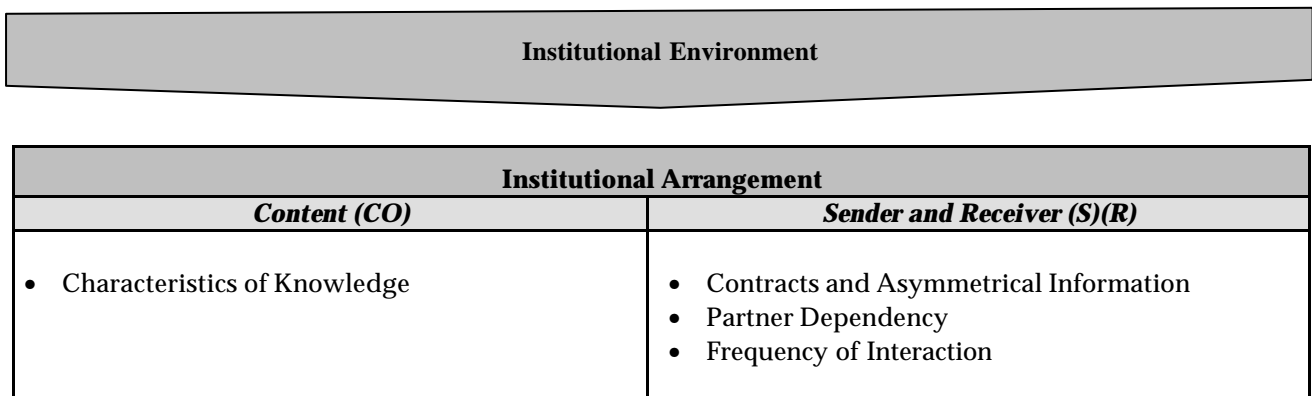 Institutional Environment
Institutional Arrangement
Content (CO)
Sender and Receiver (S)(R)
• Characteristics of Knowledge
• Contracts and Asymmetrical Information
• Partner Dependency
• Frequency of Interaction